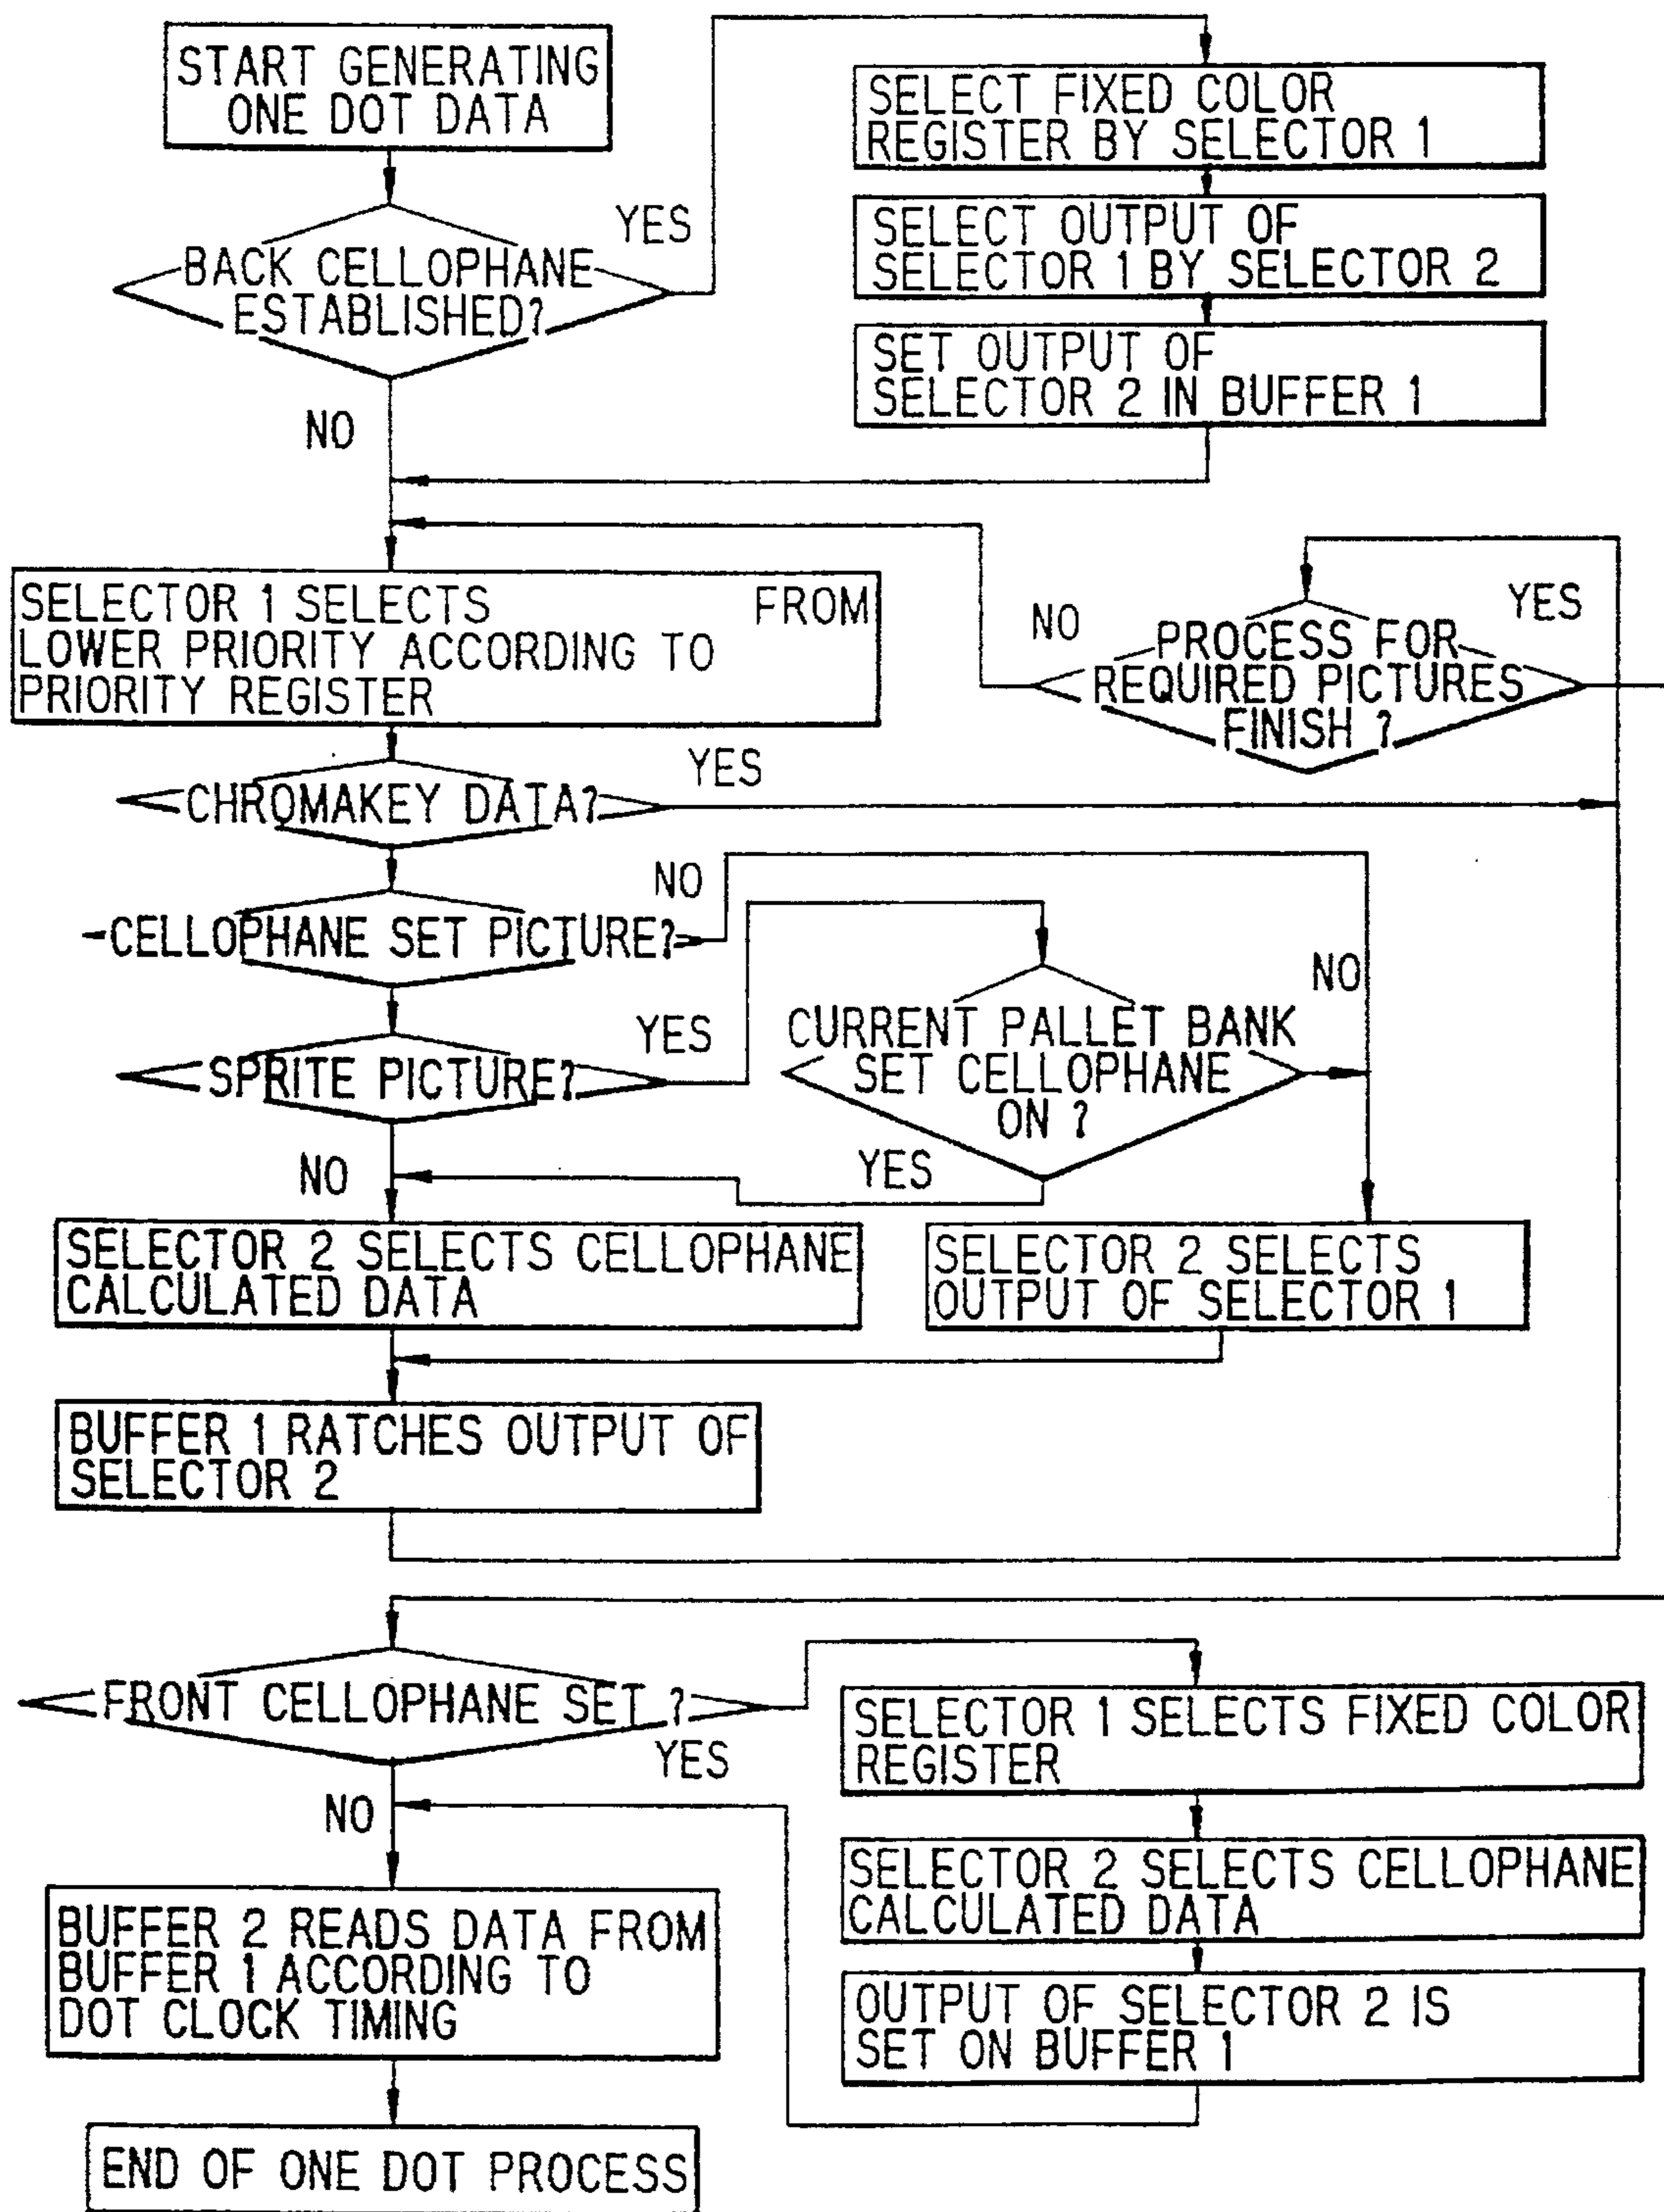 START GENERATING
ONE DOT DATA
BACK CELLOPHANE
ESTABLISHED?
YES
NO
SELECT FIXED COLOR
REGISTER BY SELECTOR 1
SELECT OUTPUT OF
SELECTOR 1 BY SELECTOR 2
SET OUTPUT OF
SELECTOR 2 IN BUFFER 1
SELECTOR 1 SELECTS FROM
LOWER PRIORITY ACCORDING TO
PRIORITY REGISTER
NO
PROCESS FOR
REQUIRED PICTURES
FINISH ?
YES
CHROMAKEY DATA?
YES
CELLOPHANE SET PICTURE?
NO
SPRITE PICTURE?
YES
NO
CURRENT PALLET BANK
SET CELLOPHANE
ON ?
NO
YES
SELECTOR 2 SELECTS CELLOPHANE
CALCULATED DATA
SELECTOR 2 SELECTS
OUTPUT OF SELECTOR 1
BUFFER 1 RATCHES OUTPUT OF
SELECTOR 2
FRONT CELLOPHANE SET ?
YES
NO
SELECTOR 1 SELECTS FIXED COLOR
REGISTER
SELECTOR 2 SELECTS CELLOPHANE
CALCULATED DATA
OUTPUT OF SELECTOR 2 IS
SET ON BUFFER 1
BUFFER 2 READS DATA FROM
BUFFER 1 ACCORDING TO
DOT CLOCK TIMING
END OF ONE DOT PROCESS